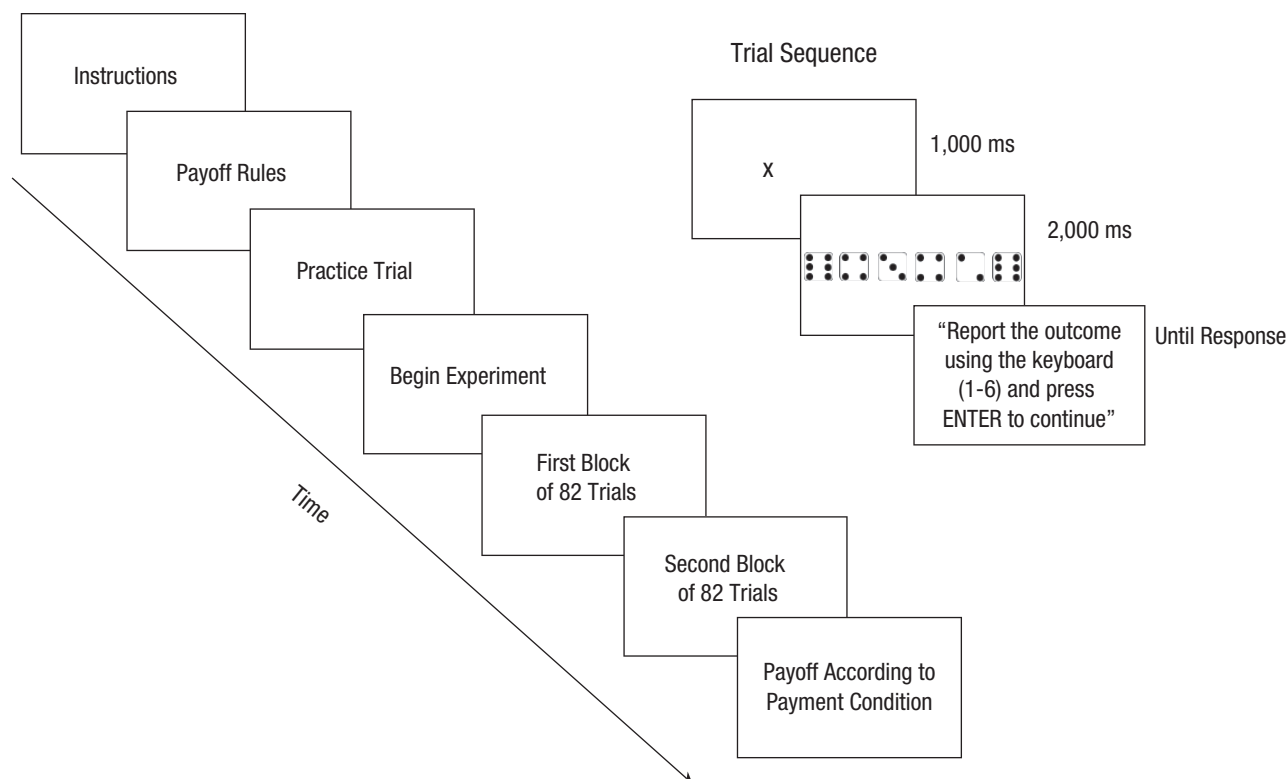 Instructions
Payoff Rules
Practice Trial
Begin Experiment
First Block
of 82 Trials
Second Block
of 82 Trials
Payoff According to
Payment Condition
Time
Trial Sequence
x
1,000 ms
2,000 ms
“Report the outcome
using the keyboard
(1-6) and press
ENTER to continue”
Until Response